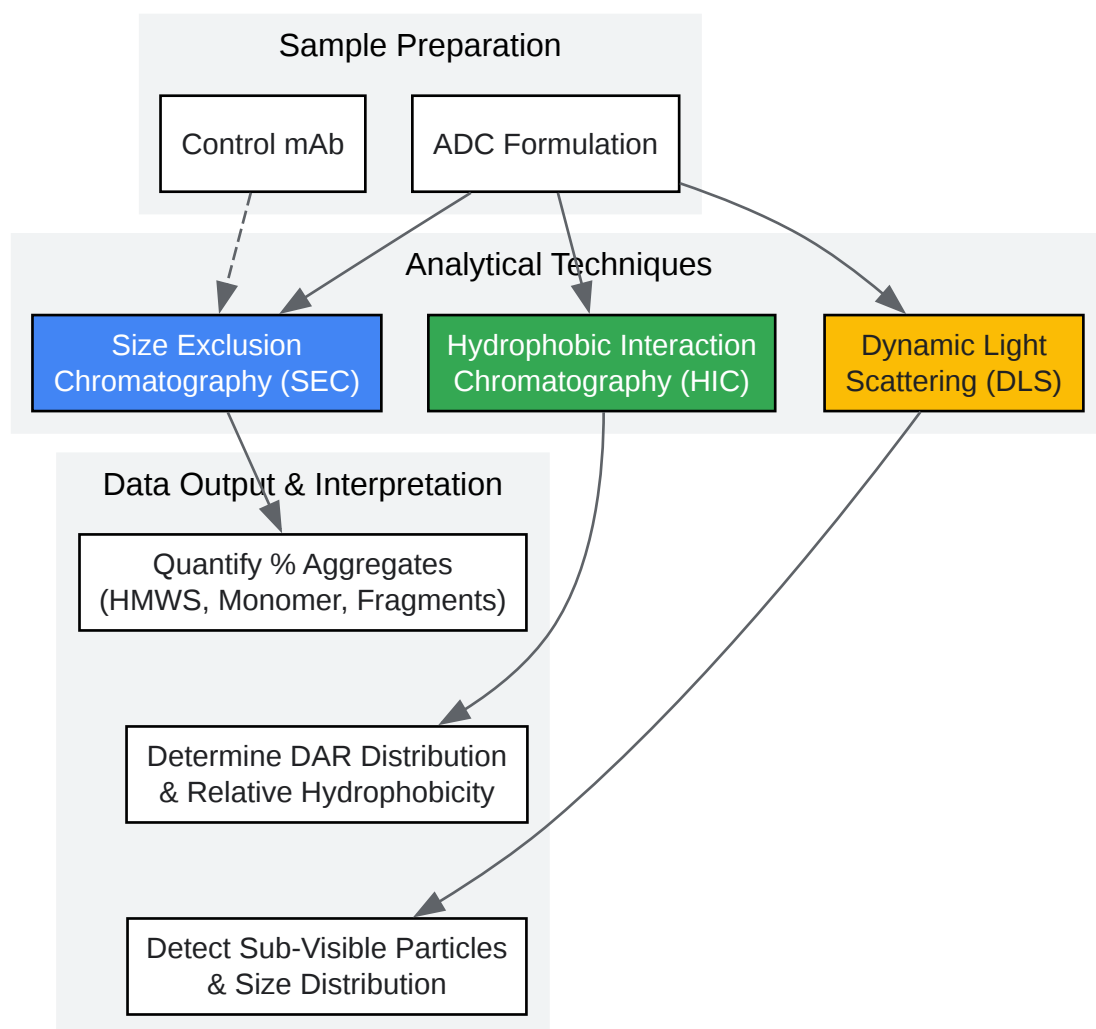 Sample Preparation
Control mAb
ADC Formulation
Analytical Techniques
Size Exclusion
Chromatography (SEC)
Hydrophobic Interaction
Chromatography (HIC)
Dynamic Light
Scattering (DLS)
Data Output & Interpretation
Quantify % Aggregates
(HMWS, Monomer, Fragments)
Determine DAR Distribution
& Relative Hydrophobicity
Detect Sub-Visible Particles
& Size Distribution